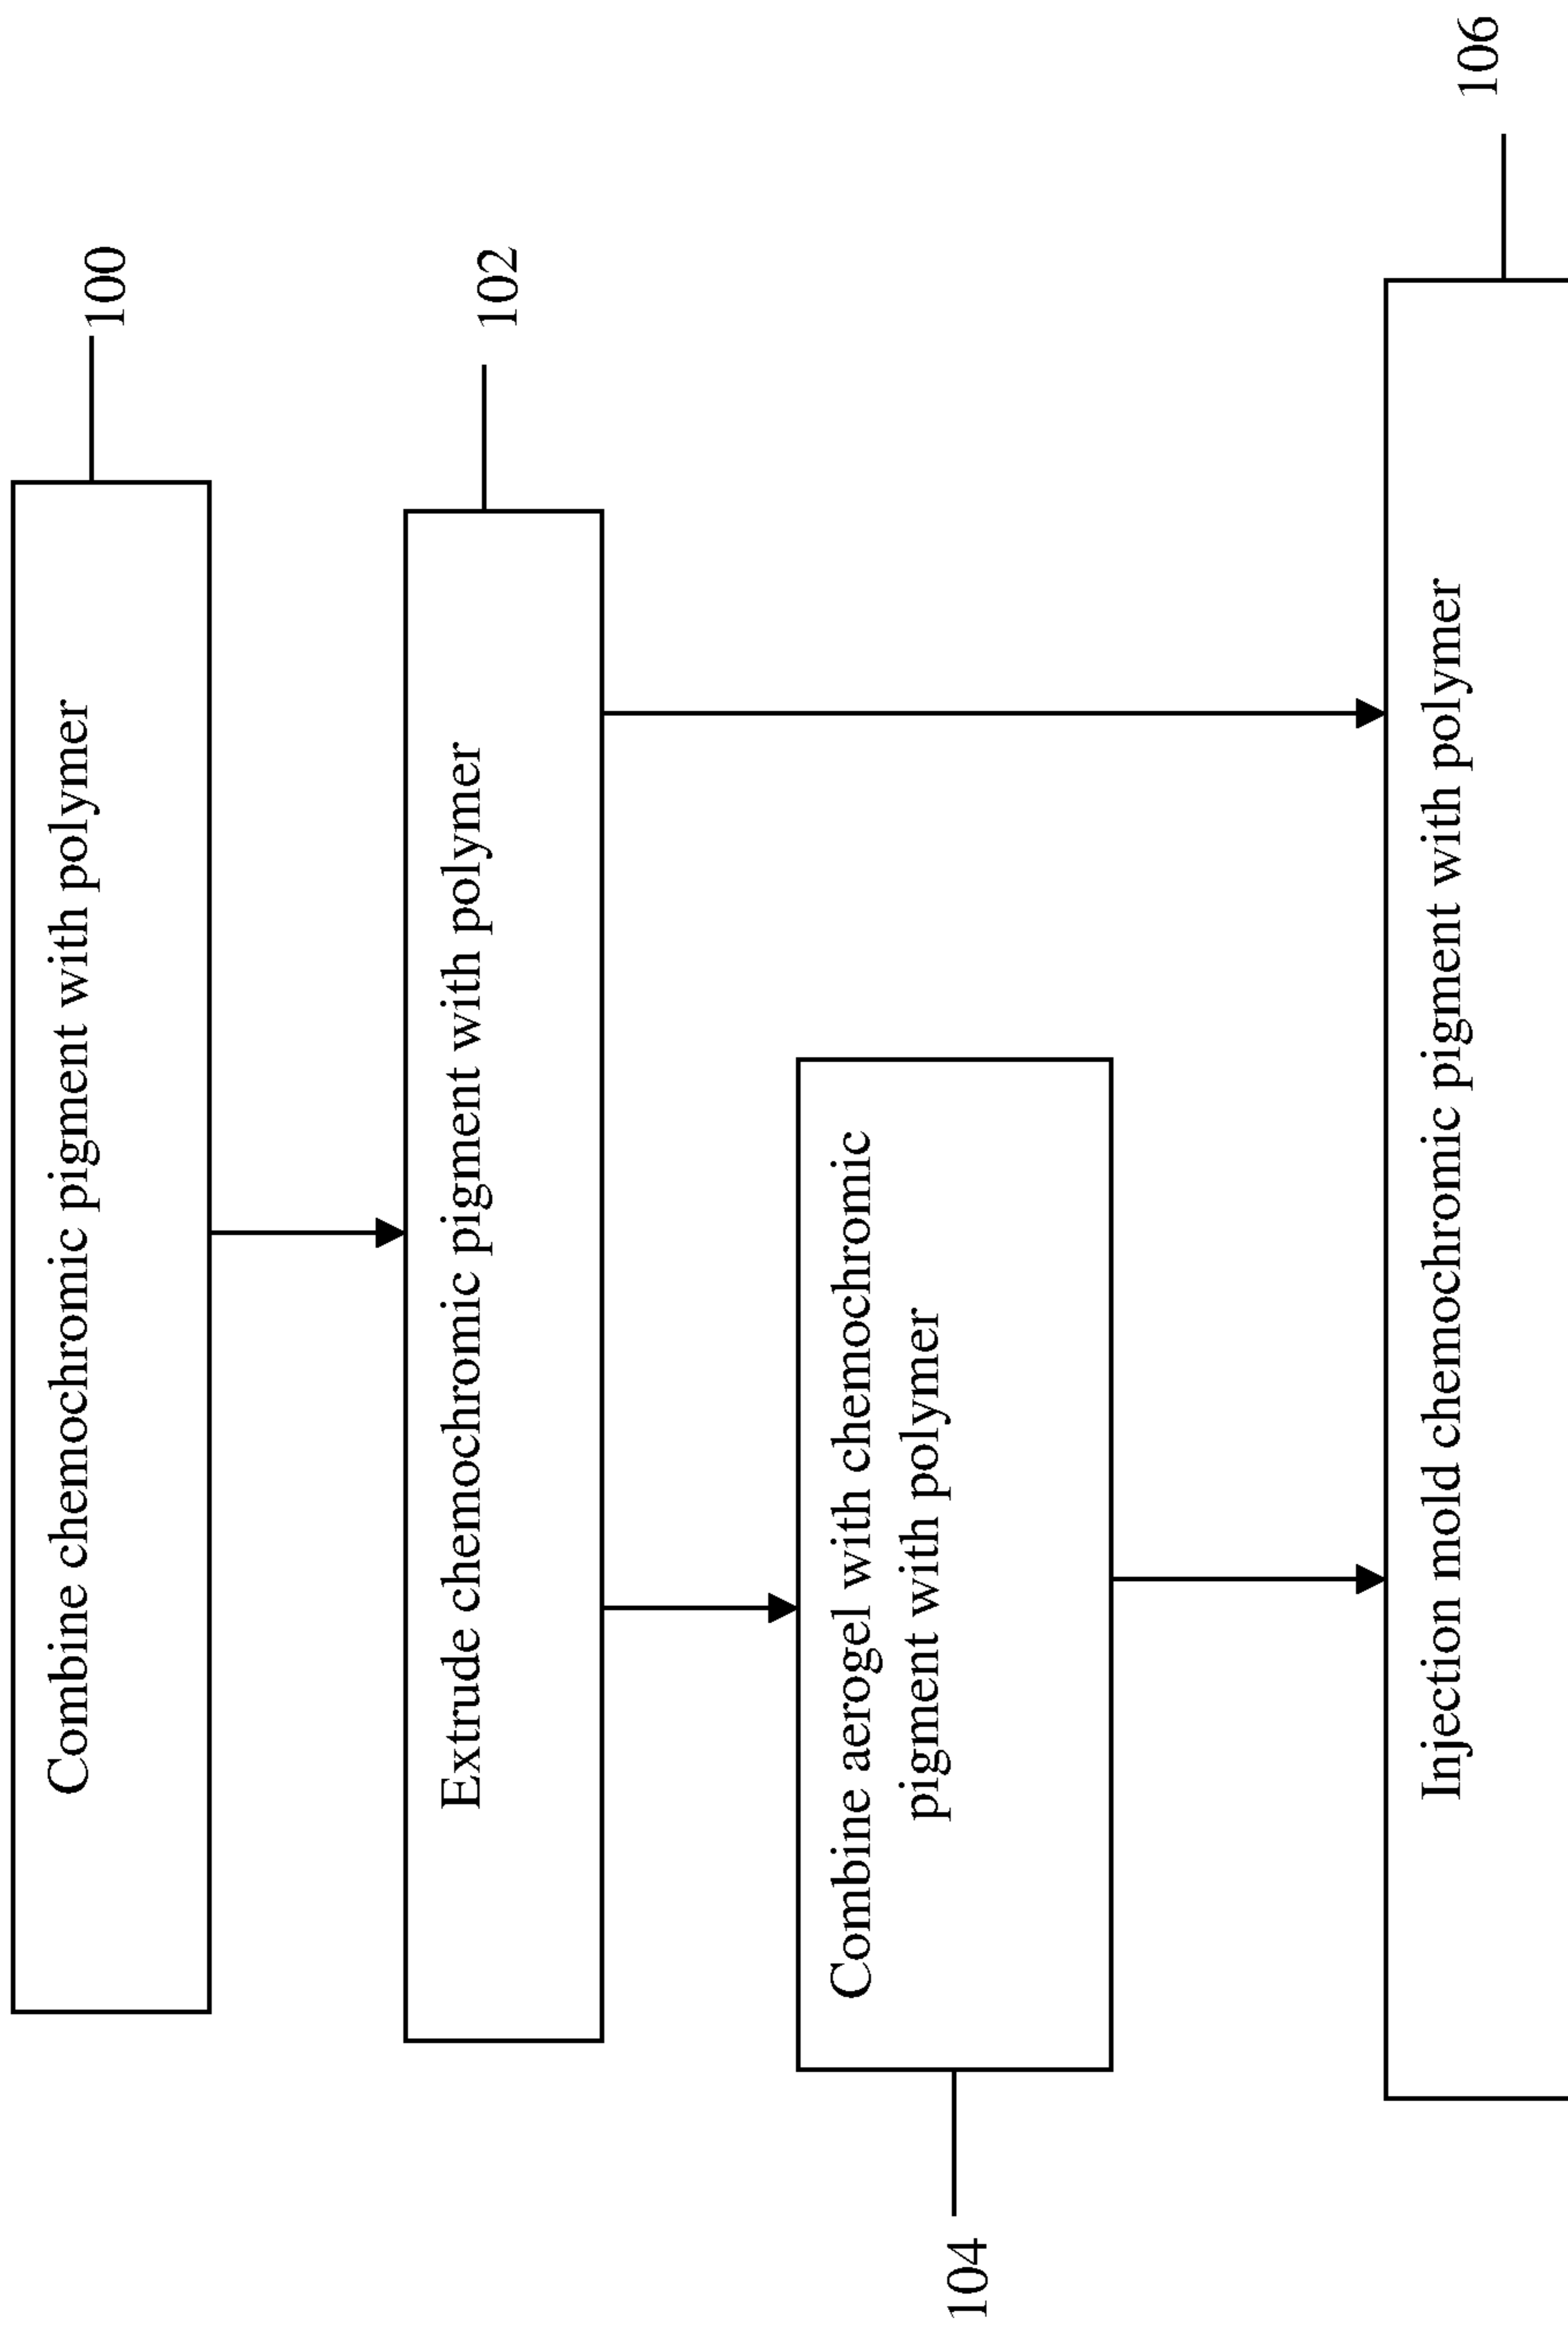 Combine chemochromic pigment with polymer
100
Extrude chemochromic pigment with polymer
102
Combine aerogel with chemochromic
pigment with polymer
104
Injection mold chemochromic pigment with polymer
106